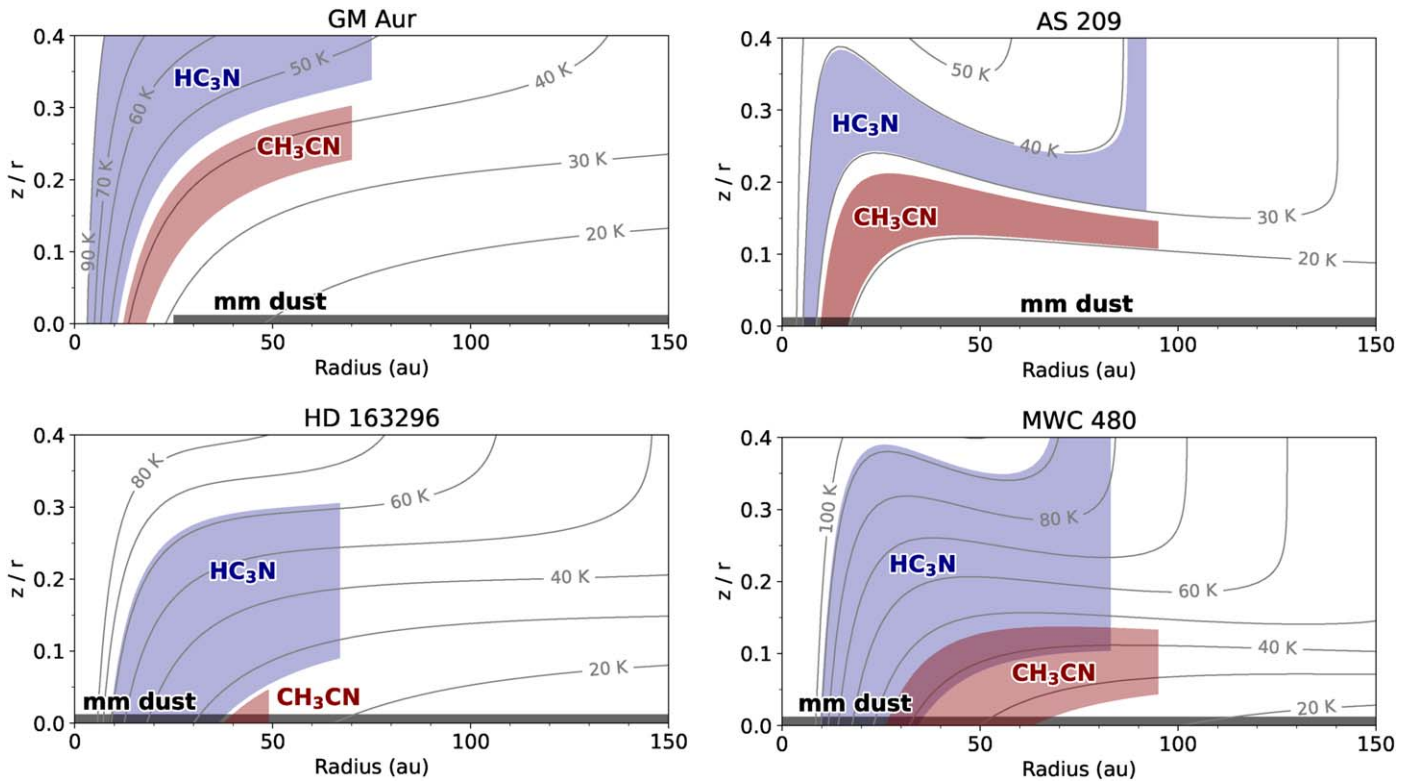 GM Aur
0.4
0.3
0.2
0.1
0.0
z / r
90 K
70 K
60 K
50 K
40 K
30 K
20 K
HC₃N
CH₃CN
mm dust
0
50
100
150
Radius (au)
AS 209
0.4
0.3
0.2
0.1
0.0
z / r
50 K
40 K
30 K
20 K
HC₃N
CH₃CN
mm dust
0
50
100
150
Radius (au)
HD 163296
0.4
0.3
0.2
0.1
0.0
z / r
80 K
60 K
40 K
20 K
HC₃N
CH₃CN
mm dust
0
50
100
150
Radius (au)
MWC 480
0.4
0.3
0.2
0.1
0.0
z / r
100 K
80 K
60 K
40 K
20 K
HC₃N
CH₃CN
mm dust
0
50
100
150
Radius (au)